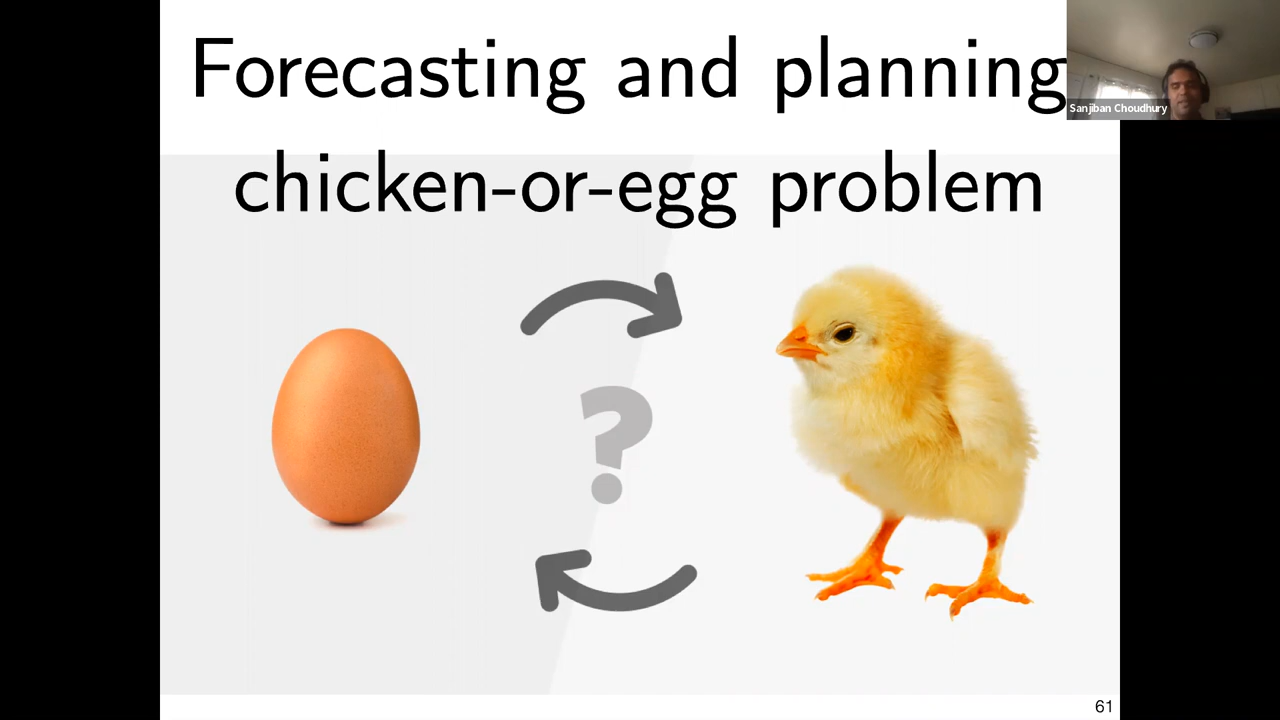 Forecasting and planning
chicken-or-egg problem
Sanjiban Choudhury
?
61